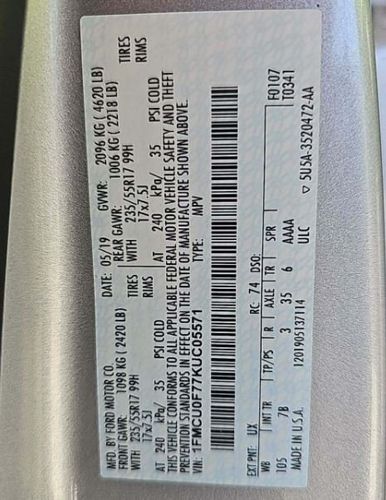 MFD. BY FORD MOTOR CO.
DATE: 05/19 GVWR: 2096 KG ( 4620 LB)
FRONT GAWR: 1098 KG ( 2420 LB) REAR GAWR: 1006 KG ( 2218 LB)
WITH 235/55R17 99H TIRES WITH 235/55R17 99H TIRES
17x7.5J RIMS 17x7.5J RIMS
AT 240 kPa/ 35 PSI COLD AT 240 kPa/ 35 PSI COLD
THIS VEHICLE CONFORMS TO ALL APPLICABLE FEDERAL MOTOR VEHICLE SAFETY AND THEFT
PREVENTION STANDARDS IN EFFECT ON THE DATE OF MANUFACTURE SHOWN ABOVE.
VIN: 1FMCU0F77KUC05571
TYPE: MPV
F0107
T0341
EXT PNT: UX RC: 74 DSO:
WB INT TR TP/PS R AXLE TR SPR
105 7B 3 35 6 AAAA
1201905137114 ULC
MADE IN U.S.A. 5U5A-3520472-AA